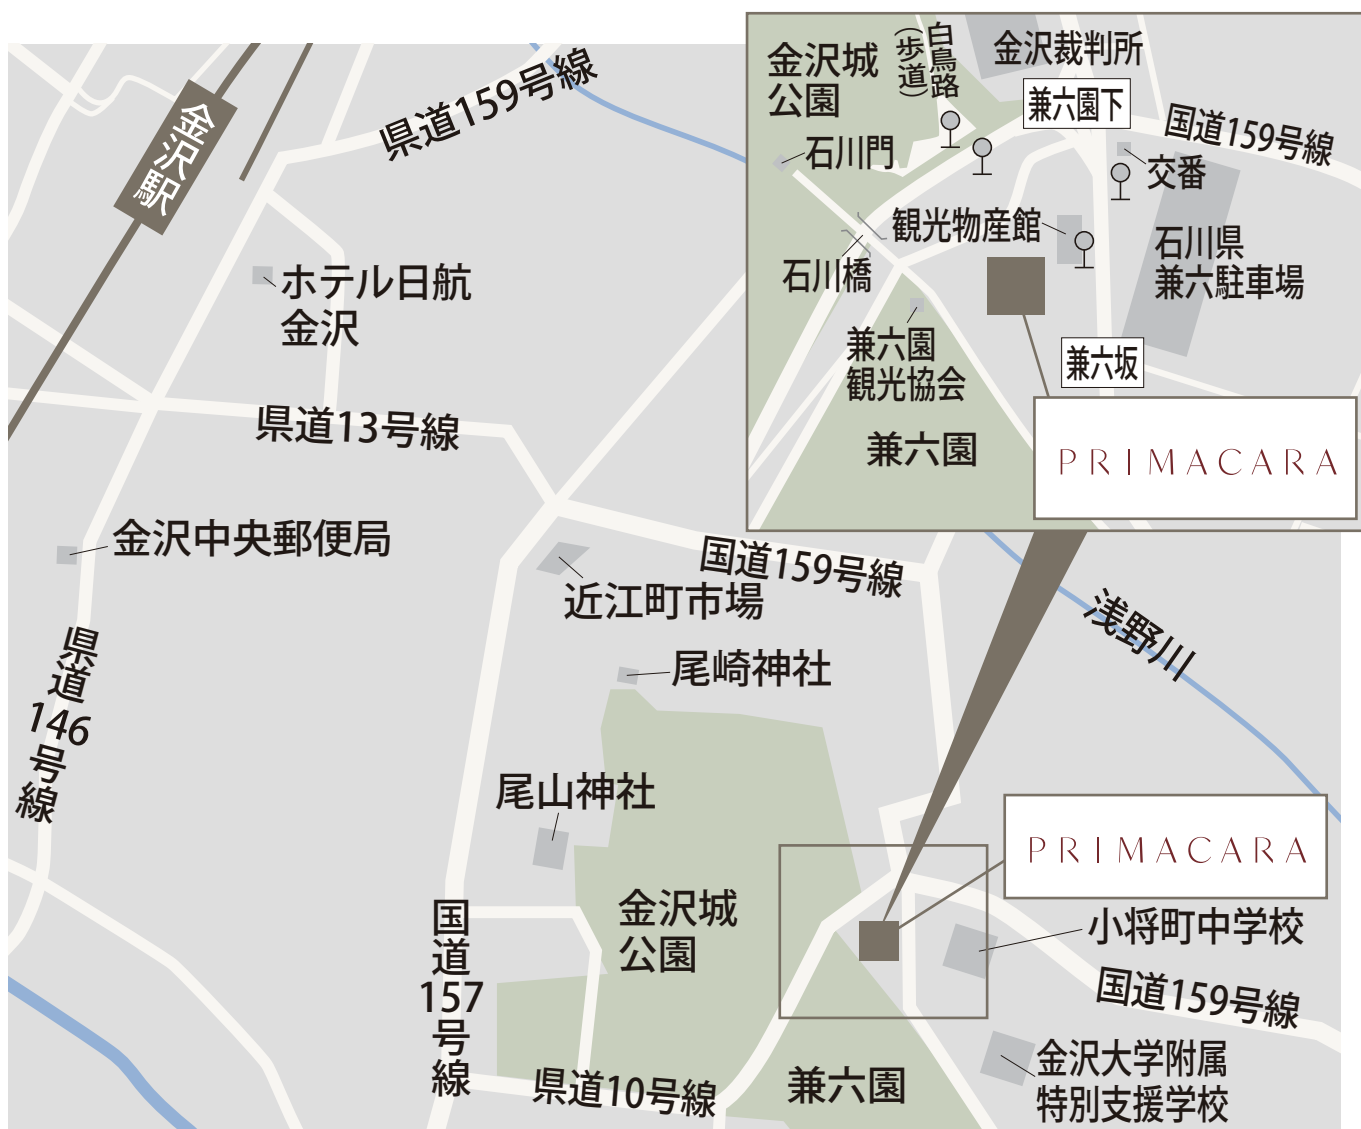 金沢駅
県道159号線
ホテル日航
金沢
県道13号線
金沢中央郵便局
県道
146
号線
近江町市場
国道159号線
尾崎神社
尾山神社
金沢城
公園
国道
157
号線
県道10号線
兼六園
浅野川
PRIMACARA
小将町中学校
国道159号線
金沢大学附属
特別支援学校
金沢城
公園
白鳥路
(歩道)
金沢裁判所
兼六園下
国道159号線
石川門
交番
観光物産館
石川橋
石川県
兼六駐車場
兼六園
観光協会
兼六坂
兼六園
PRIMACARA